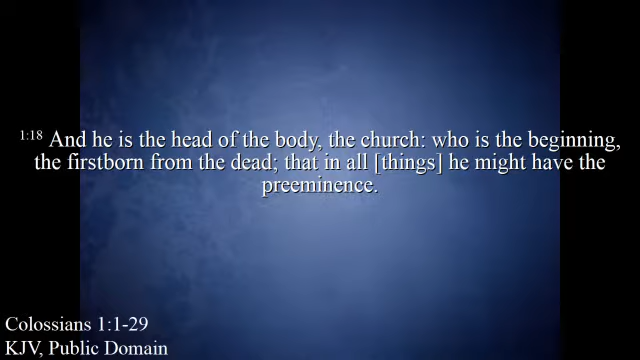 1:18 And he is the head of the body, the church: who is the beginning,
the firstborn from the dead; that in all [things] he might have the
preeminence.
Colossians 1:1-29
KJV, Public Domain